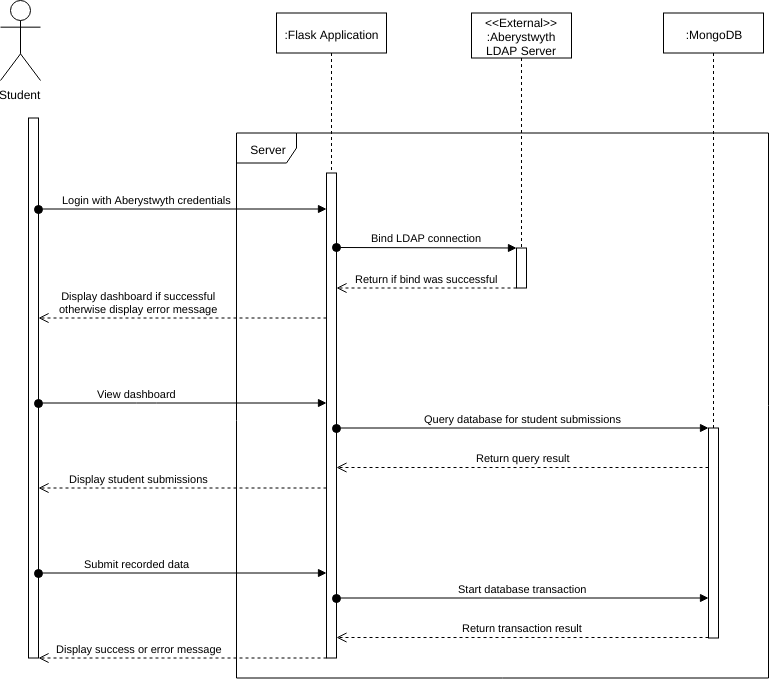 :Flask Application
<<External>>
:Aberystwyth
LDAP Server
:MongoDB
Student
Server
Login with Aberystwyth credentials
Bind LDAP connection
Return if bind was successful
Display dashboard if successful
otherwise display error message
View dashboard
Query database for student submissions
Return query result
Display student submissions
Submit recorded data
Start database transaction
Return transaction result
Display success or error message